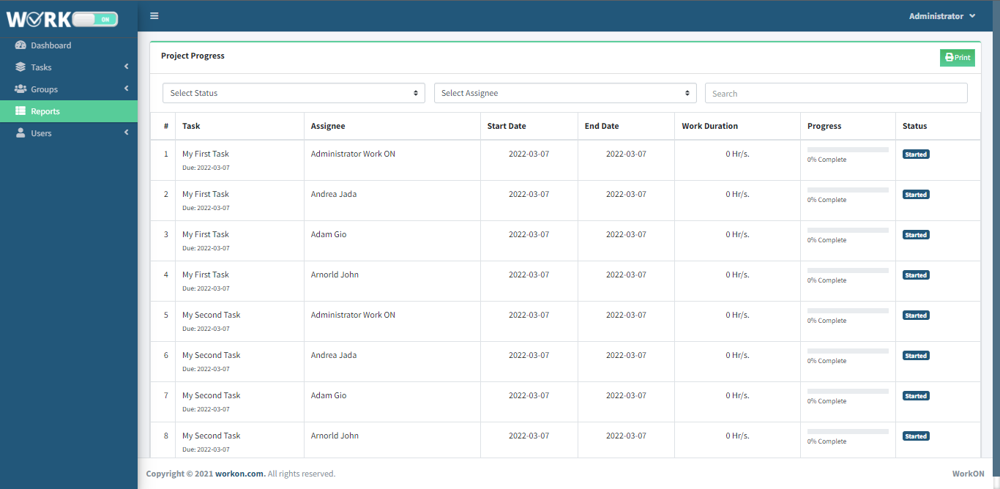 WORK ON
Administrator
Dashboard
Tasks
Groups
Reports
Users
Project Progress
Print
Select Status
Select Assignee
Search
# Task Assignee Start Date End Date Work Duration Progress Status
1 My First Task Administrator Work ON 2022-03-07 2022-03-07 0 Hr/s. Started
Due: 2022-03-07 0% Complete
2 My First Task Andrea Jada 2022-03-07 2022-03-07 0 Hr/s. Started
Due: 2022-03-07 0% Complete
3 My First Task Adam Gio 2022-03-07 2022-03-07 0 Hr/s. Started
Due: 2022-03-07 0% Complete
4 My First Task Arnorld John 2022-03-07 2022-03-07 0 Hr/s. Started
Due: 2022-03-07 0% Complete
5 My Second Task Administrator Work ON 2022-03-07 2022-03-07 0 Hr/s. Started
Due: 2022-03-07 0% Complete
6 My Second Task Andrea Jada 2022-03-07 2022-03-07 0 Hr/s. Started
Due: 2022-03-07 0% Complete
7 My Second Task Adam Gio 2022-03-07 2022-03-07 0 Hr/s. Started
Due: 2022-03-07 0% Complete
8 My Second Task Arnorld John 2022-03-07 2022-03-07 0 Hr/s. Started
Due: 2022-03-07 0% Complete
Copyright © 2021 workon.com. All rights reserved.
WorkON